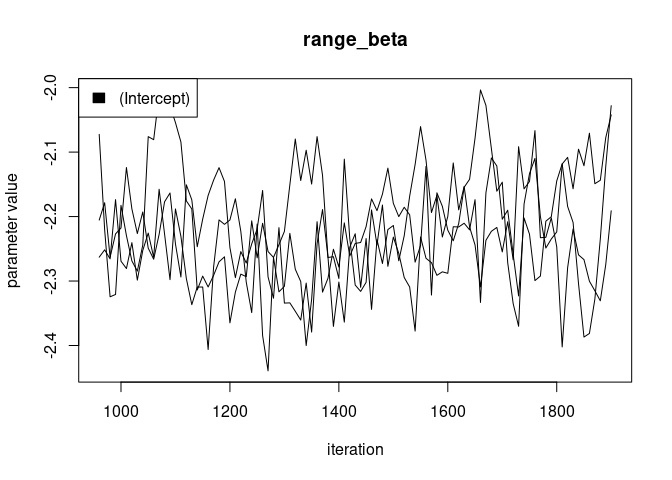 range_beta
(Intercept)
parameter value
-2.0
-2.1
-2.2
-2.3
-2.4
1000 1200 1400 1600 1800
iteration